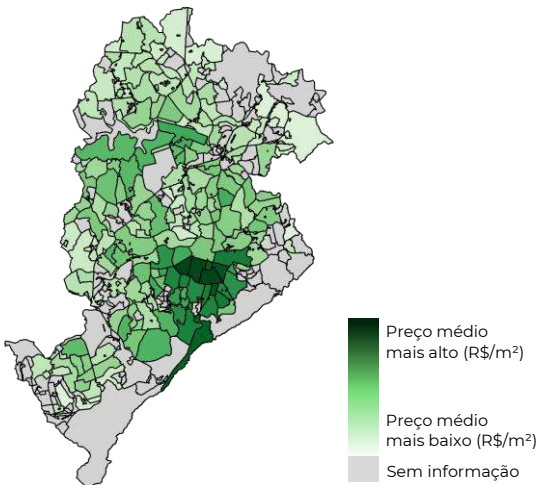 Preço médio
mais alto (R$/m²)
Preço médio
mais baixo (R$/m²)
Sem informação